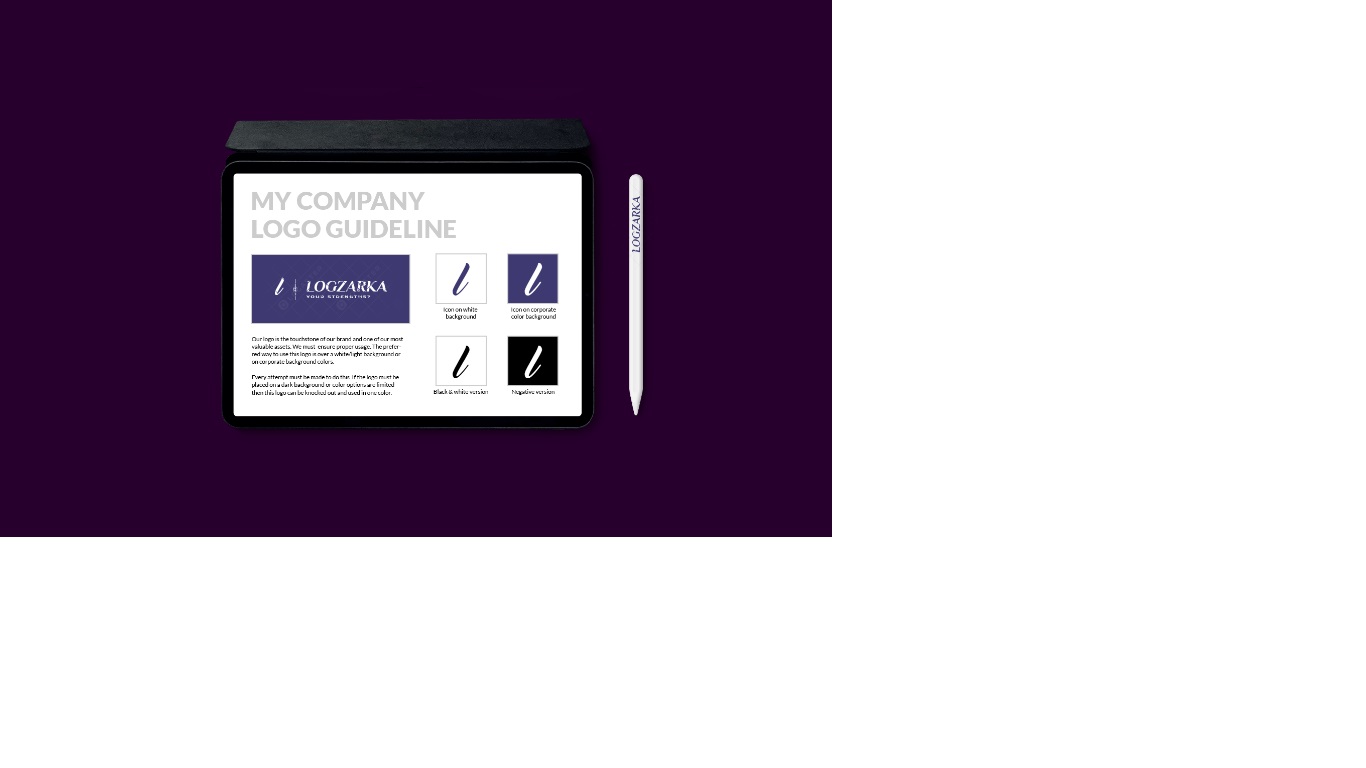 MY COMPANY
LOGO GUIDELINE
l LOGZARKA
YOUR STRENGTHS?
Our logo is the touchstone of our brand and one of our most
valuable assets. We must ensure proper usage. The prefer-
red way to use this logo is over a white/light background or
on corporate background colors.
Every attempt must be made to do this. If the logo must be
placed on a dark background or color options are limited
then this logo can be knocked out and used in one color.
l
Icon on white
background
l
Icon on corporate
color background
l
Black & white version
l
Negative version
LOGZARKA